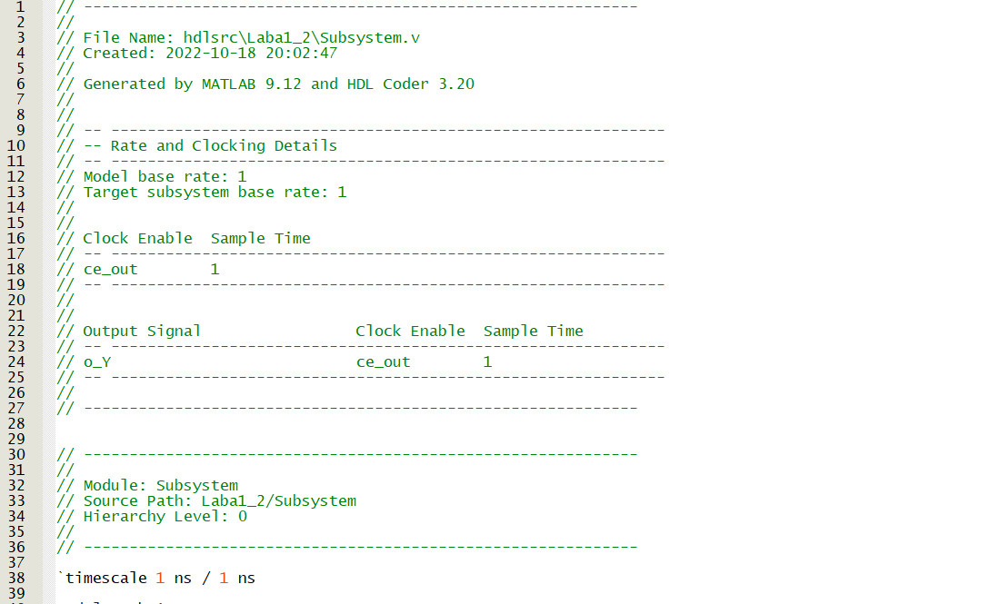 1 // -------------------------------------------------------------
2 //
3 // File Name: hdlsrc\Laba1_2\Subsystem.v
4 // Created: 2022-10-18 20:02:47
5 //
6 // Generated by MATLAB 9.12 and HDL Coder 3.20
7 //
8 //
9 // -- -------------------------------------------------------------
10 // -- Rate and Clocking Details
11 // -- -------------------------------------------------------------
12 // Model base rate: 1
13 // Target subsystem base rate: 1
14 //
15 //
16 // Clock Enable  Sample Time
17 // -- -------------------------------------------------------------
18 // ce_out        1
19 // -- -------------------------------------------------------------
20 //
21 //
22 // Output Signal                 Clock Enable  Sample Time
23 // -- -------------------------------------------------------------
24 // o_Y                           ce_out        1
25 // -- -------------------------------------------------------------
26 //
27 // -------------------------------------------------------------
28
29
30 // -------------------------------------------------------------
31 //
32 // Module: Subsystem
33 // Source Path: Laba1_2/Subsystem
34 // Hierarchy Level: 0
35 //
36 // -------------------------------------------------------------
37
38 `timescale 1 ns / 1 ns
39